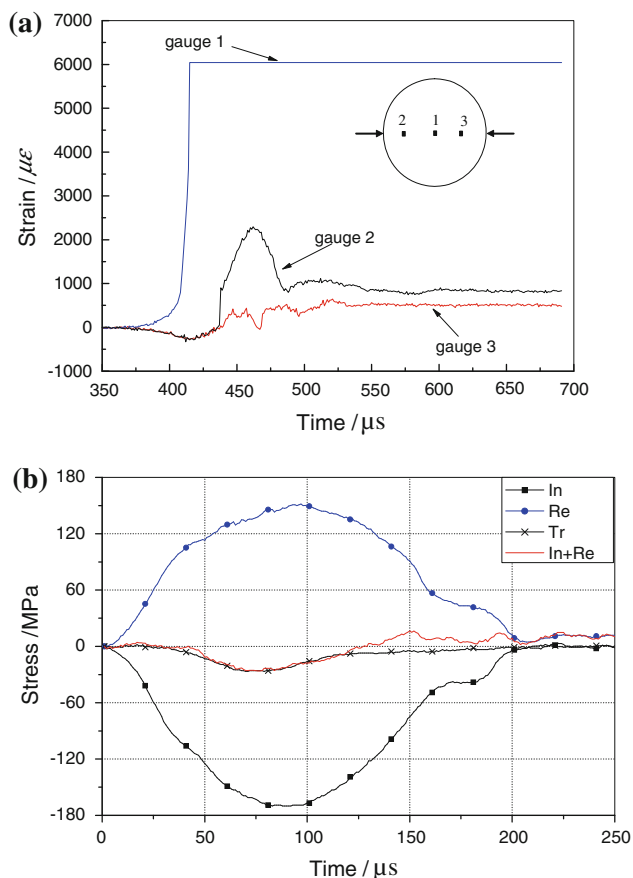 (a)
7000
6000
5000
4000
3000
2000
1000
0
-1000
Strain / με
gauge 1
2 1 3
gauge 2
gauge 3
350 400 450 500 550 600 650 700
Time / μs
(b)
180
120
60
0
-60
-120
-180
Stress /MPa
In
Re
Tr
In+Re
0 50 100 150 200 250
Time / μs